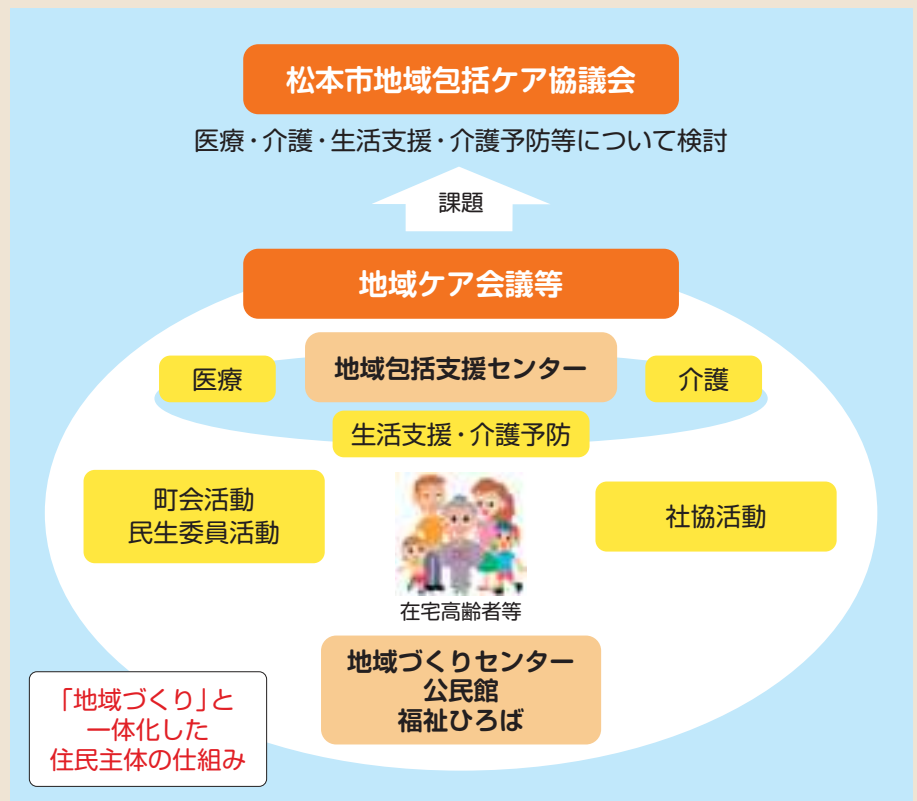 松本市地域包括ケア協議会
医療・介護・生活支援・介護予防等について検討
課題
地域ケア会議等
地域包括支援センター
医療
介護
生活支援・介護予防
町会活動
民生委員活動
社協活動
在宅高齢者等
地域づくりセンター
公民館
福祉ひろば
「地域づくり」と
一体化した
住民主体の仕組み